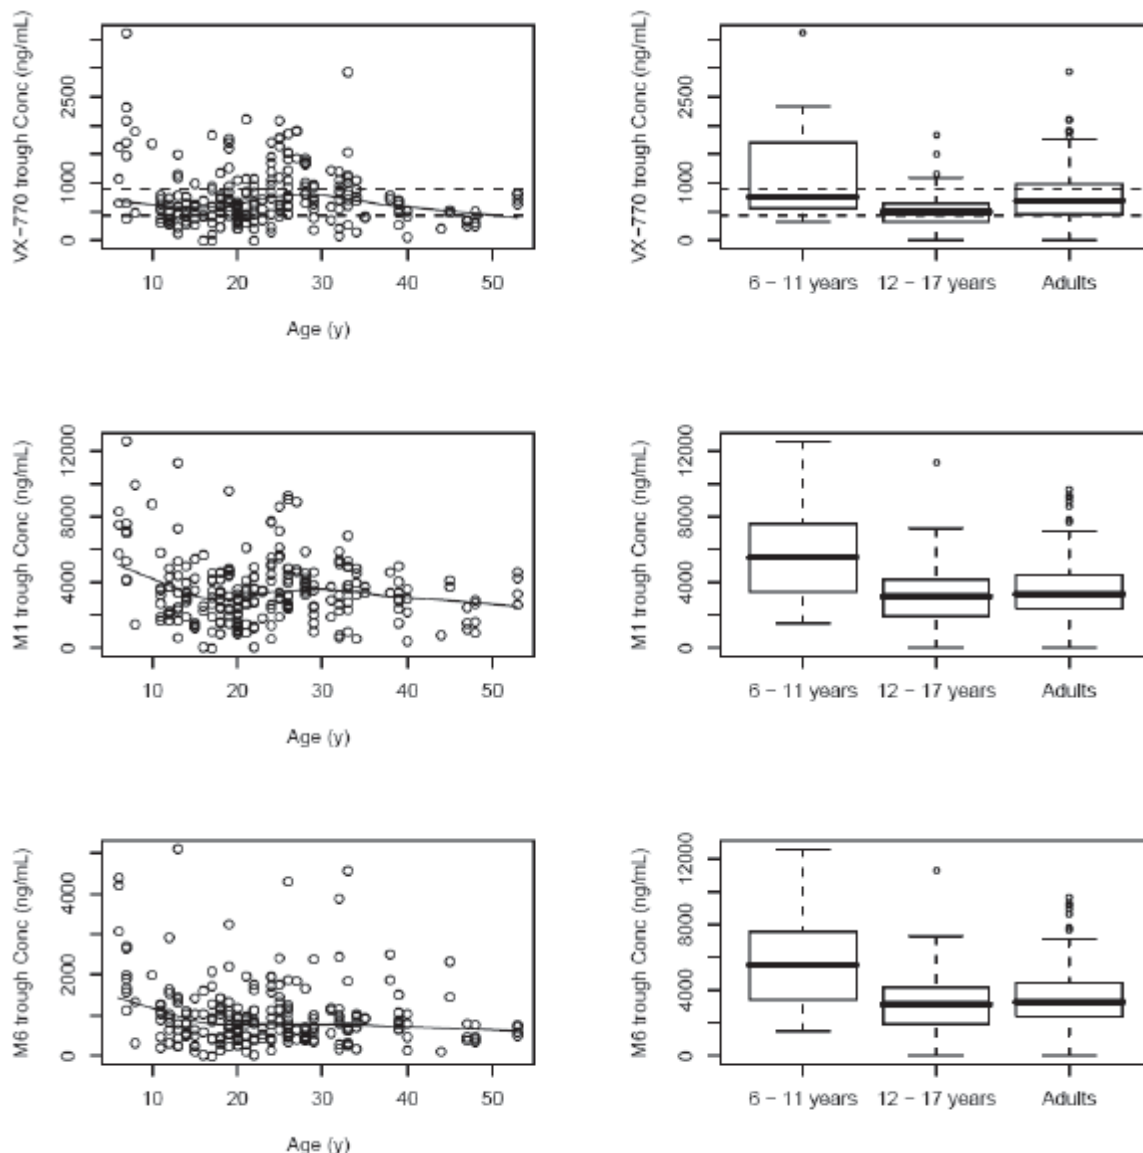 VX-770 trough Conc (ng/mL)
0 1000 2500
10 20 30 40 50
Age (y)
VX-770 trough Conc (ng/mL)
0 1000 2500
6 - 11 years 12 - 17 years Adults
M1 trough Conc (ng/mL)
0 4000 8000 12000
10 20 30 40 50
Age (y)
M1 trough Conc (ng/mL)
0 4000 8000 12000
6 - 11 years 12 - 17 years Adults
M6 trough Conc (ng/mL)
0 2000 4000
10 20 30 40 50
Age (y)
M6 trough Conc (ng/mL)
0 4000 8000 12000
6 - 11 years 12 - 17 years Adults